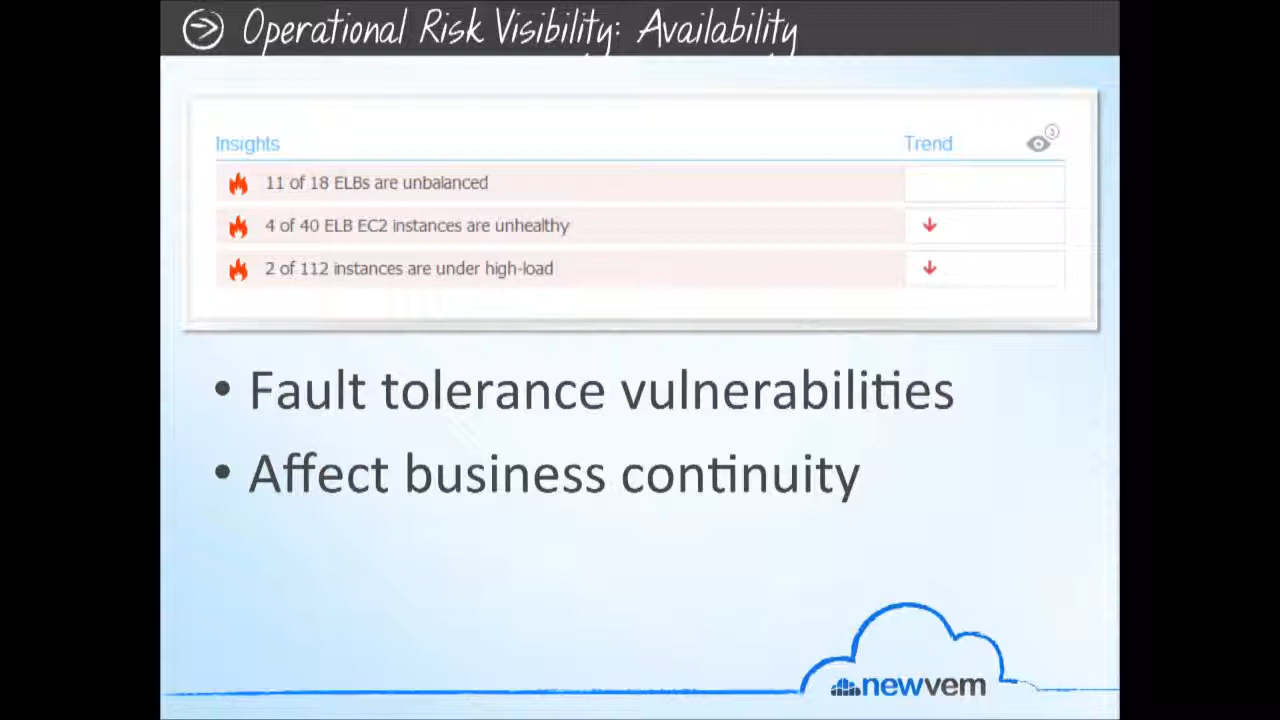 Operational Risk Visibility: Availability
Insights Trend 3
11 of 18 ELBs are unbalanced
4 of 40 ELB EC2 instances are unhealthy
2 of 112 instances are under high-load
• Fault tolerance vulnerabilities
• Affect business continuity
newvem